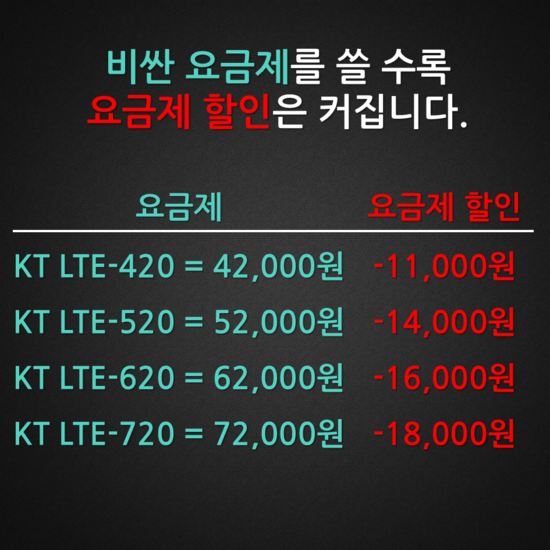 비싼 요금제를 쓸 수록
요금제 할인은 커집니다.
요금제 요금제 할인
KT LTE-420 = 42,000원 -11,000원
KT LTE-520 = 52,000원 -14,000원
KT LTE-620 = 62,000원 -16,000원
KT LTE-720 = 72,000원 -18,000원